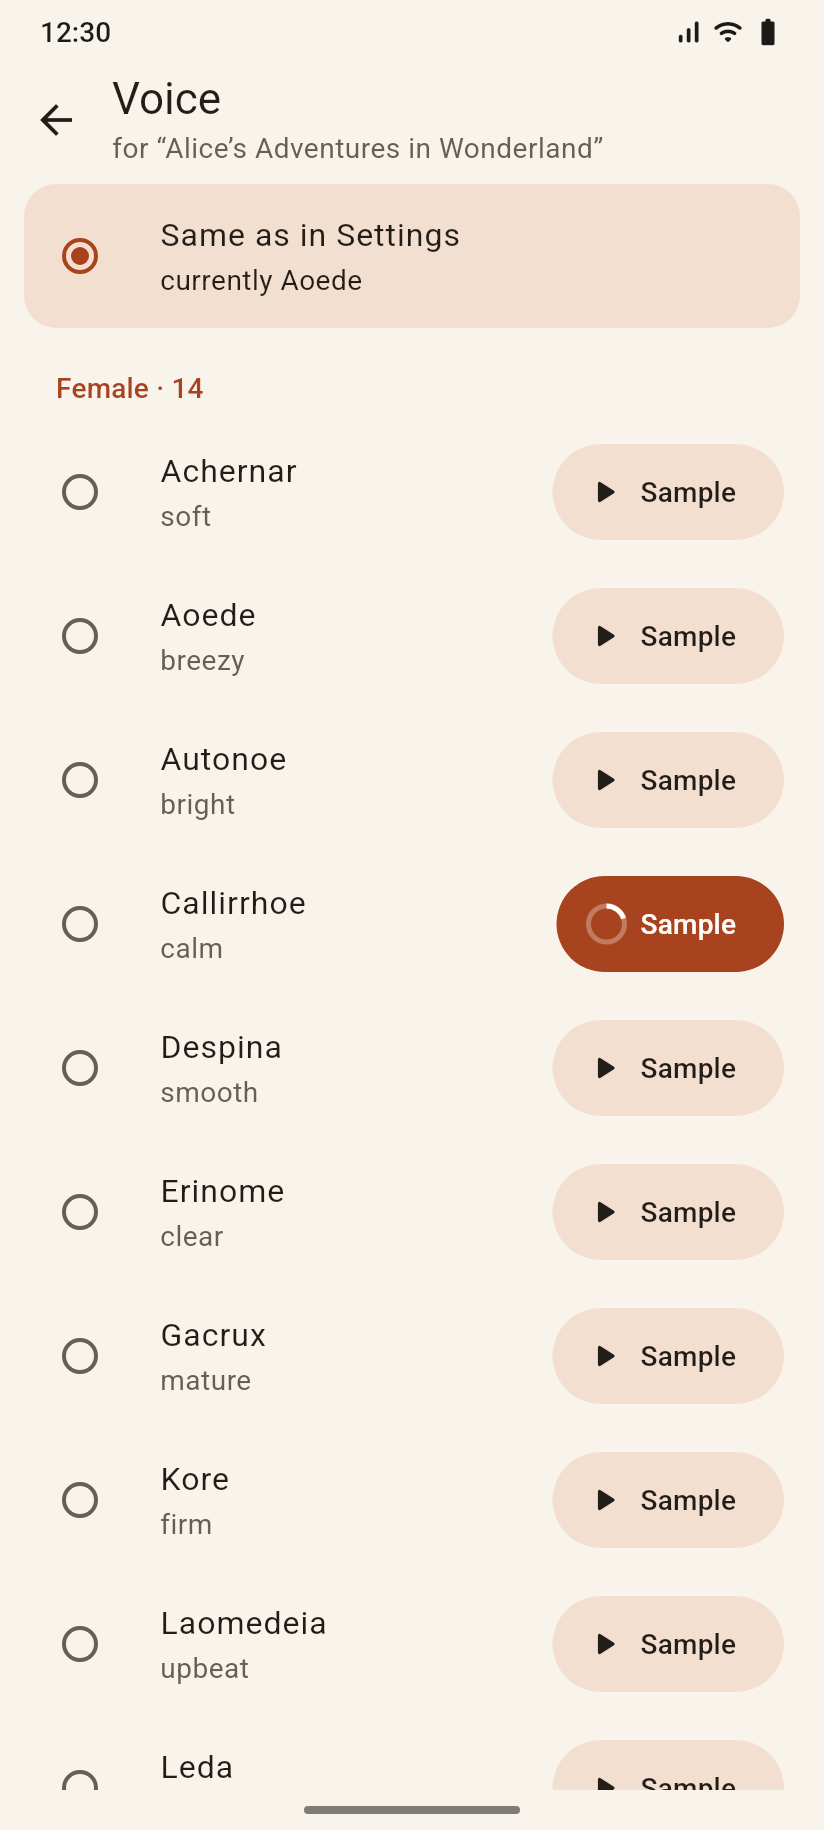 12:30
Voice
for “Alice’s Adventures in Wonderland”
Same as in Settings
currently Aoede
Female · 14
Achernar
soft
Sample
Aoede
breezy
Sample
Autonoe
bright
Sample
Callirrhoe
calm
Sample
Despina
smooth
Sample
Erinome
clear
Sample
Gacrux
mature
Sample
Kore
firm
Sample
Laomedeia
upbeat
Sample
Leda
Sample